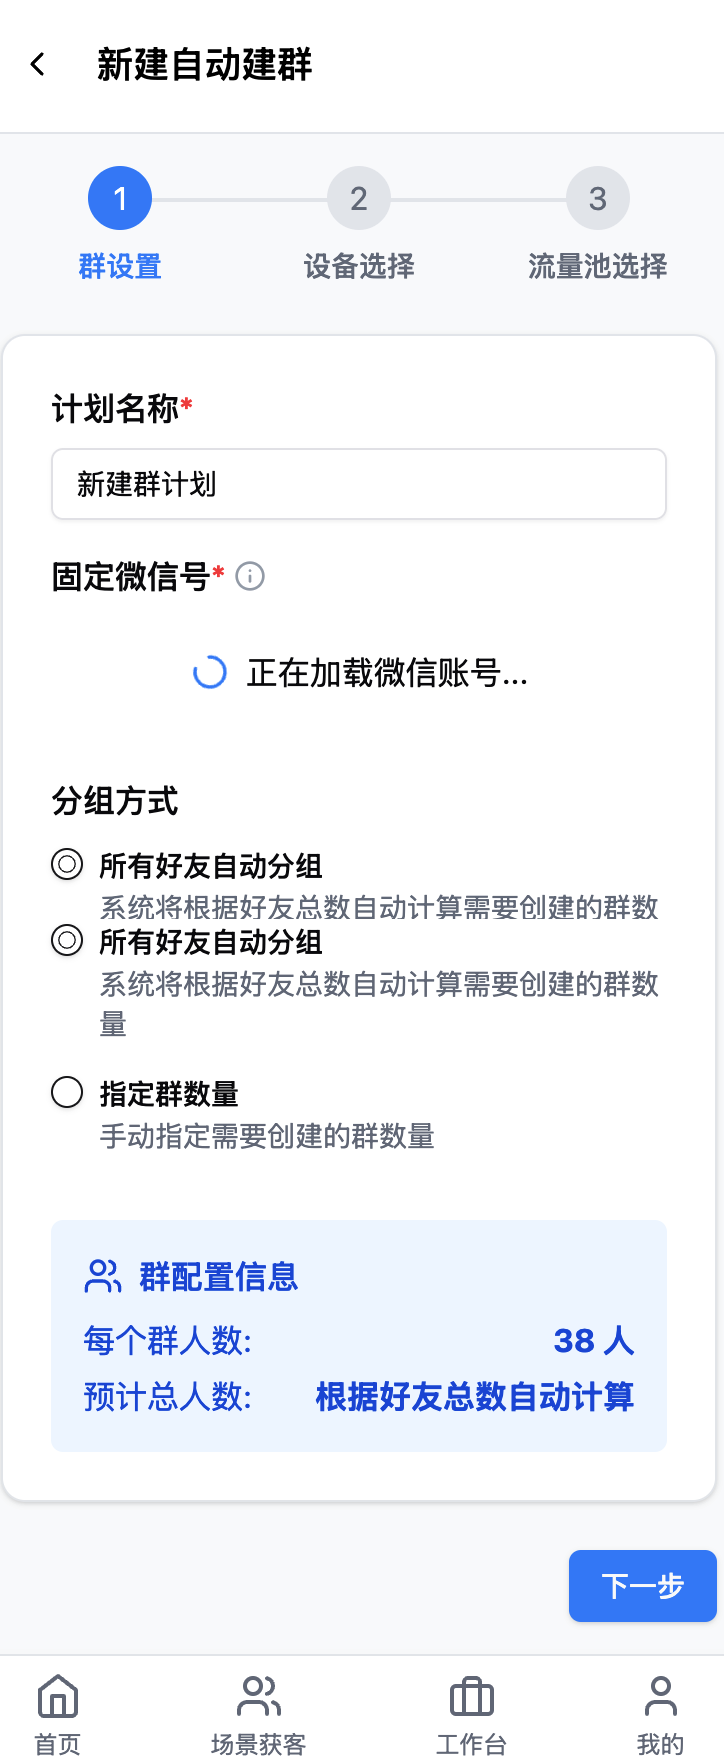 新建自动建群
1
2
3
群设置
设备选择
流量池选择
计划名称*
新建群计划
固定微信号*
正在加载微信账号...
分组方式
所有好友自动分组
系统将根据好友总数自动计算需要创建的群数
所有好友自动分组
系统将根据好友总数自动计算需要创建的群数
量
指定群数量
手动指定需要创建的群数量
群配置信息
每个群人数: 38 人
预计总人数: 根据好友总数自动计算
下一步
首页
场景获客
工作台
我的